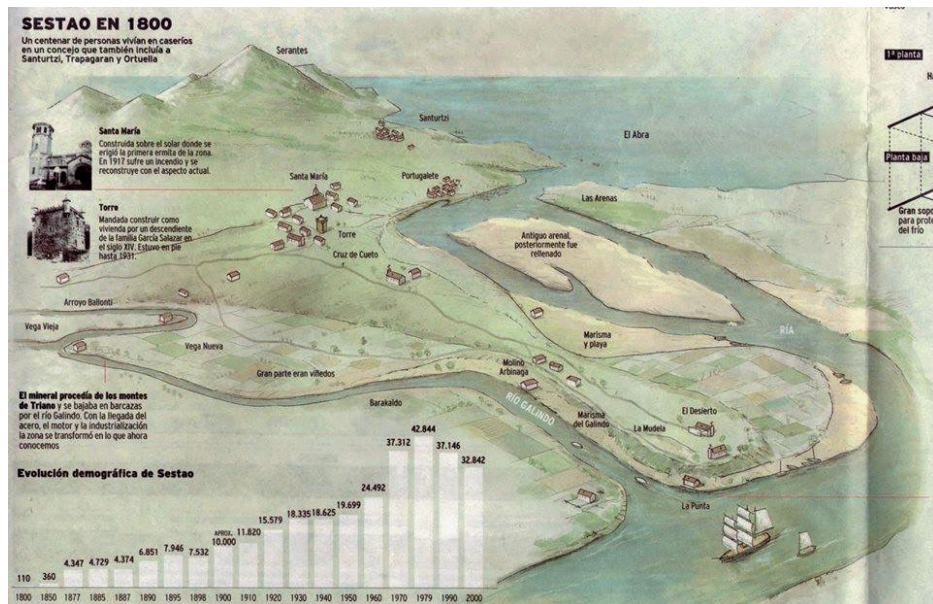 SESTAO EN 1800
Un centenar de personas vivían en caseríos
en un concejo que también incluía a
Santurtzi, Trapagaran y Ortuella
Serantes
Santurtzi
El Abra
Santa María
Construida sobre el solar donde se
erigió la primera ermita de la zona.
En 1917 sufre un incendio y se
reconstruye con el aspecto actual.
Torre
Mandada construir como
vivienda por un descendiente
de la familia García Salazar en
el siglo XIV. Estuvo en pie
hasta 1931.
Santa María
Portugalete
Torre
Cruz de Cueto
Las Arenas
Antiguo arenal,
posteriormente fue
rellenado
Arroyo Ballonti
Vega Vieja
Vega Nueva
Gran parte eran viñedos
Marisma
y playa
RÍA
Molino
Arbinaga
Barakaldo
RÍO GALINDO
Marisma
del Galindo
La Mudela
El Desierto
La Punta
El mineral procedía de los montes
de Triano y se bajaba en barcazas
por el río Galindo. Con la llegada del
acero, el motor y la industrialización
la zona se transformó en lo que ahora
conocemos
Evolución demográfica de Sestao
110 360 4.347 4.729 4.374 6.851 7.946 7.532 APROX. 10.000 11.820 15.579 18.335 18.625 19.699 24.492 37.312 42.844 37.146 32.842
1800 1850 1877 1885 1887 1890 1895 1898 1900 1910 1920 1930 1940 1950 1960 1970 1979 1990 2000
1ª planta
Planta baja
Gran sopo
para prote
del frío